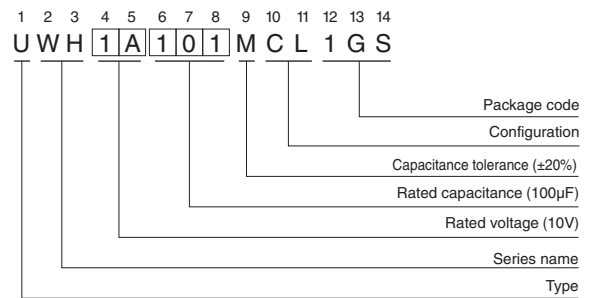 1 2 3 4 5 6 7 8 9 10 11 12 13 14
U W H 1 A 1 0 1 M C L 1 G S
Package code
Configuration
Capacitance tolerance (±20%)
Rated capacitance (100µF)
Rated voltage (10V)
Series name
Type